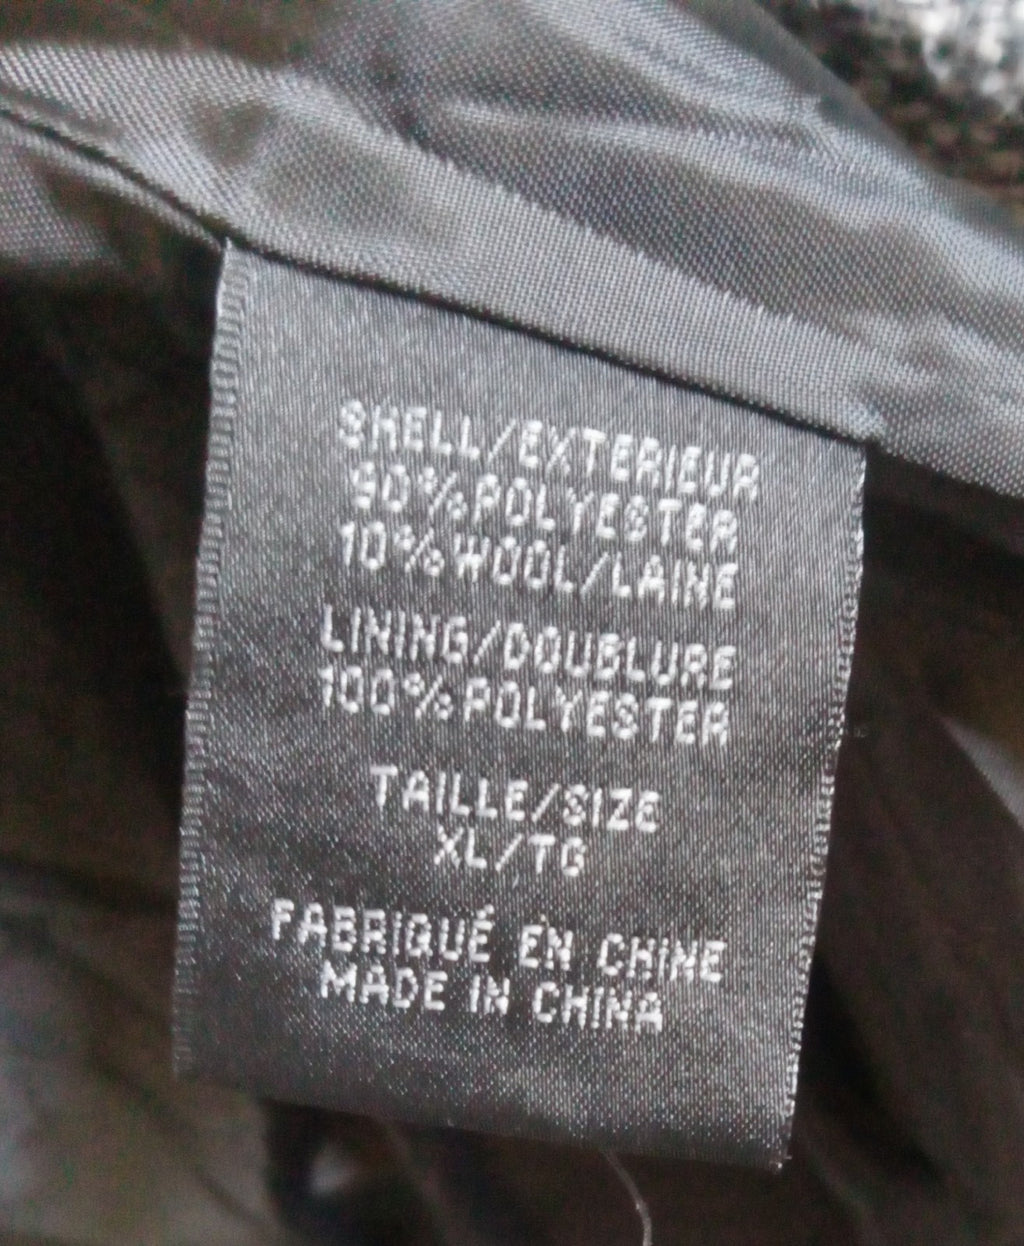 SHELL/EXTERIEUR
90%POLYESTER
10%WOOL/LAINE
LINING/DOUBLURE
100%POLYESTER
TAILLE/SIZE
XL/TG
FABRIQUÉ EN CHINE
MADE IN CHINA